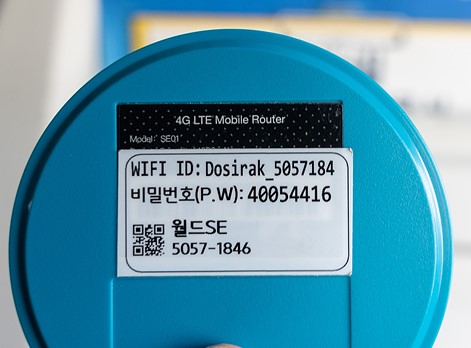 4G LTE Mobile Router
Model: SE01
WIFI ID: Dosirak_5057184
비밀번호(P.W): 40054416
월드SE
5057-1846